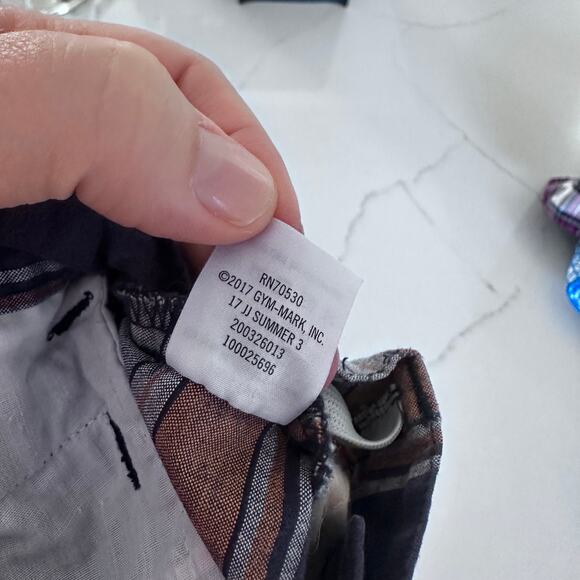 RN70530
©2017 GYM-MARK, INC.
17 JJ SUMMER 3
200326013
100025696